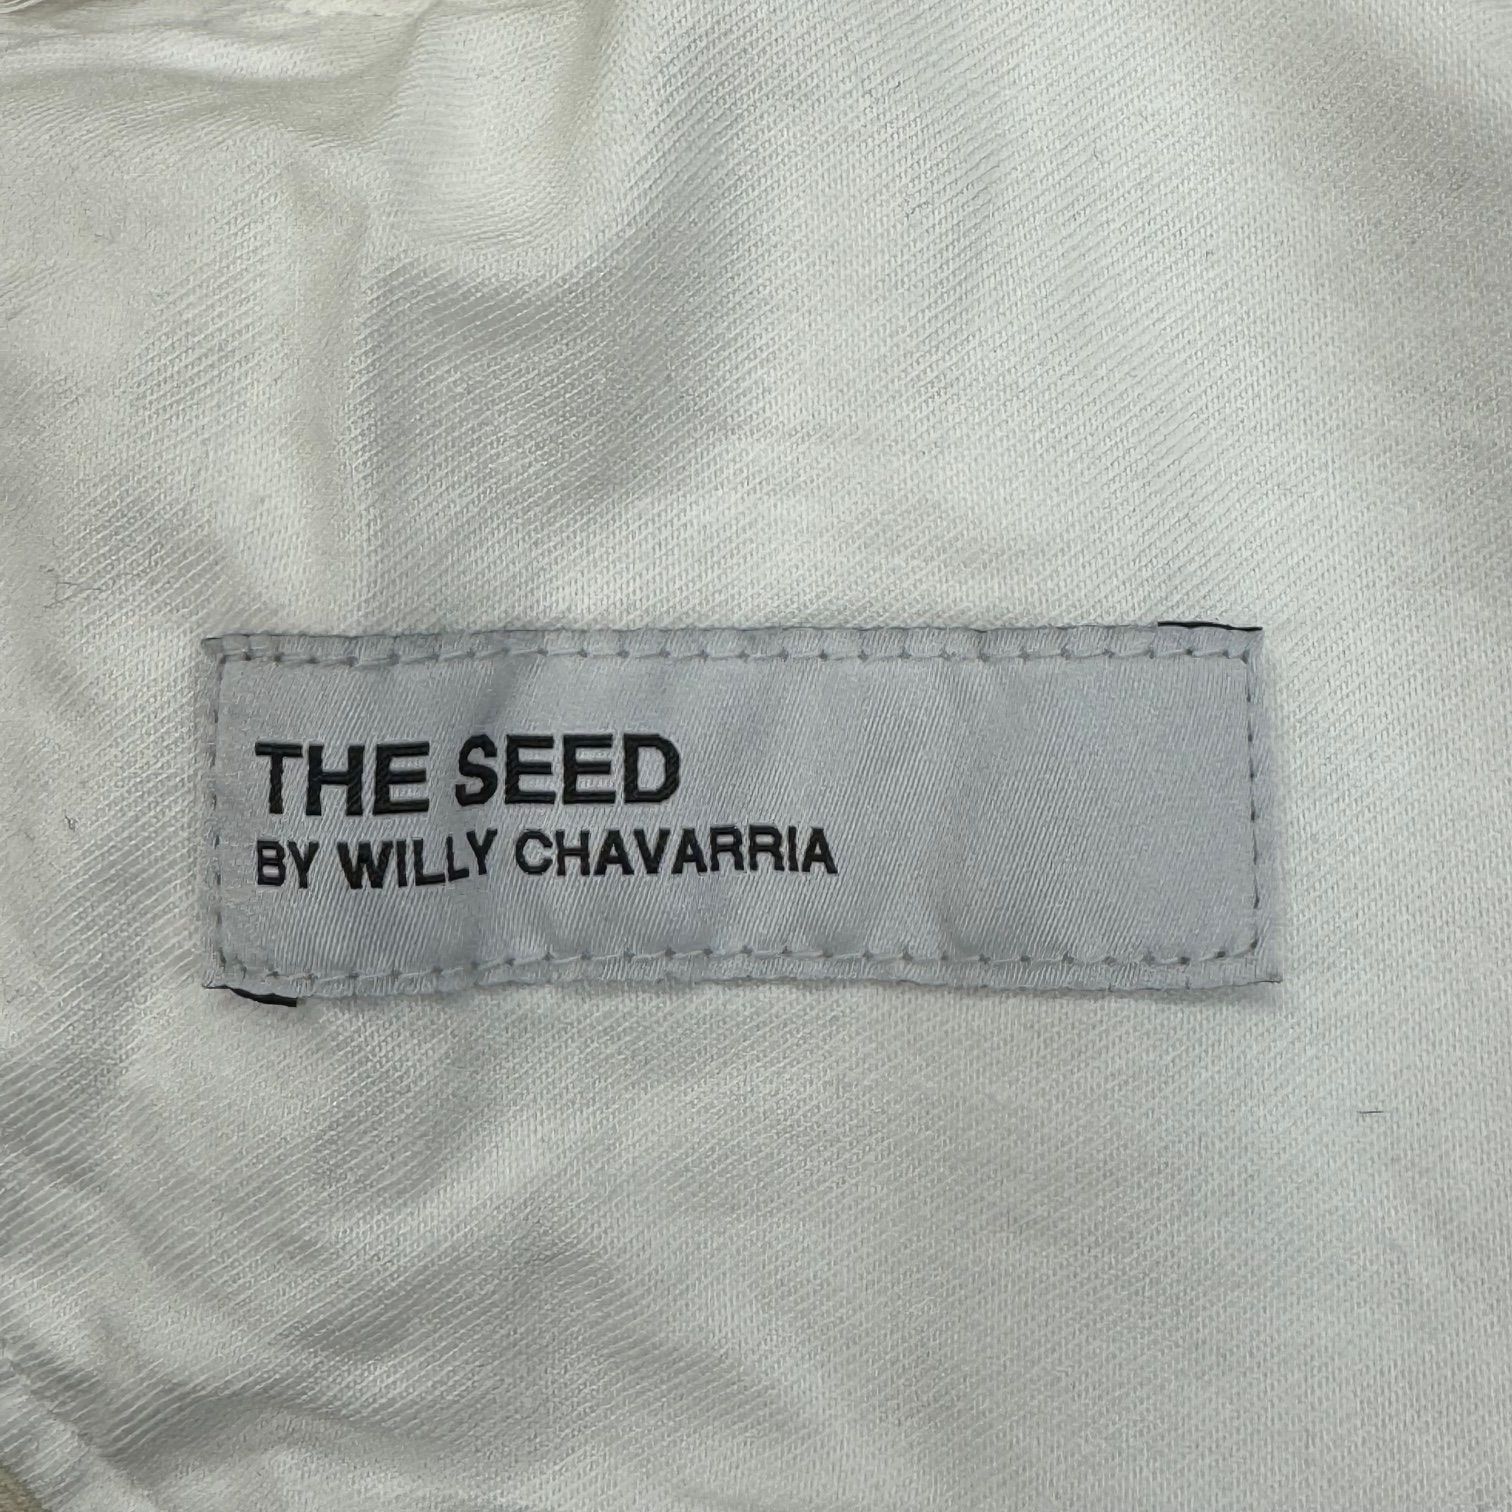 THE SEED
BY WILLY CHAVARRIA